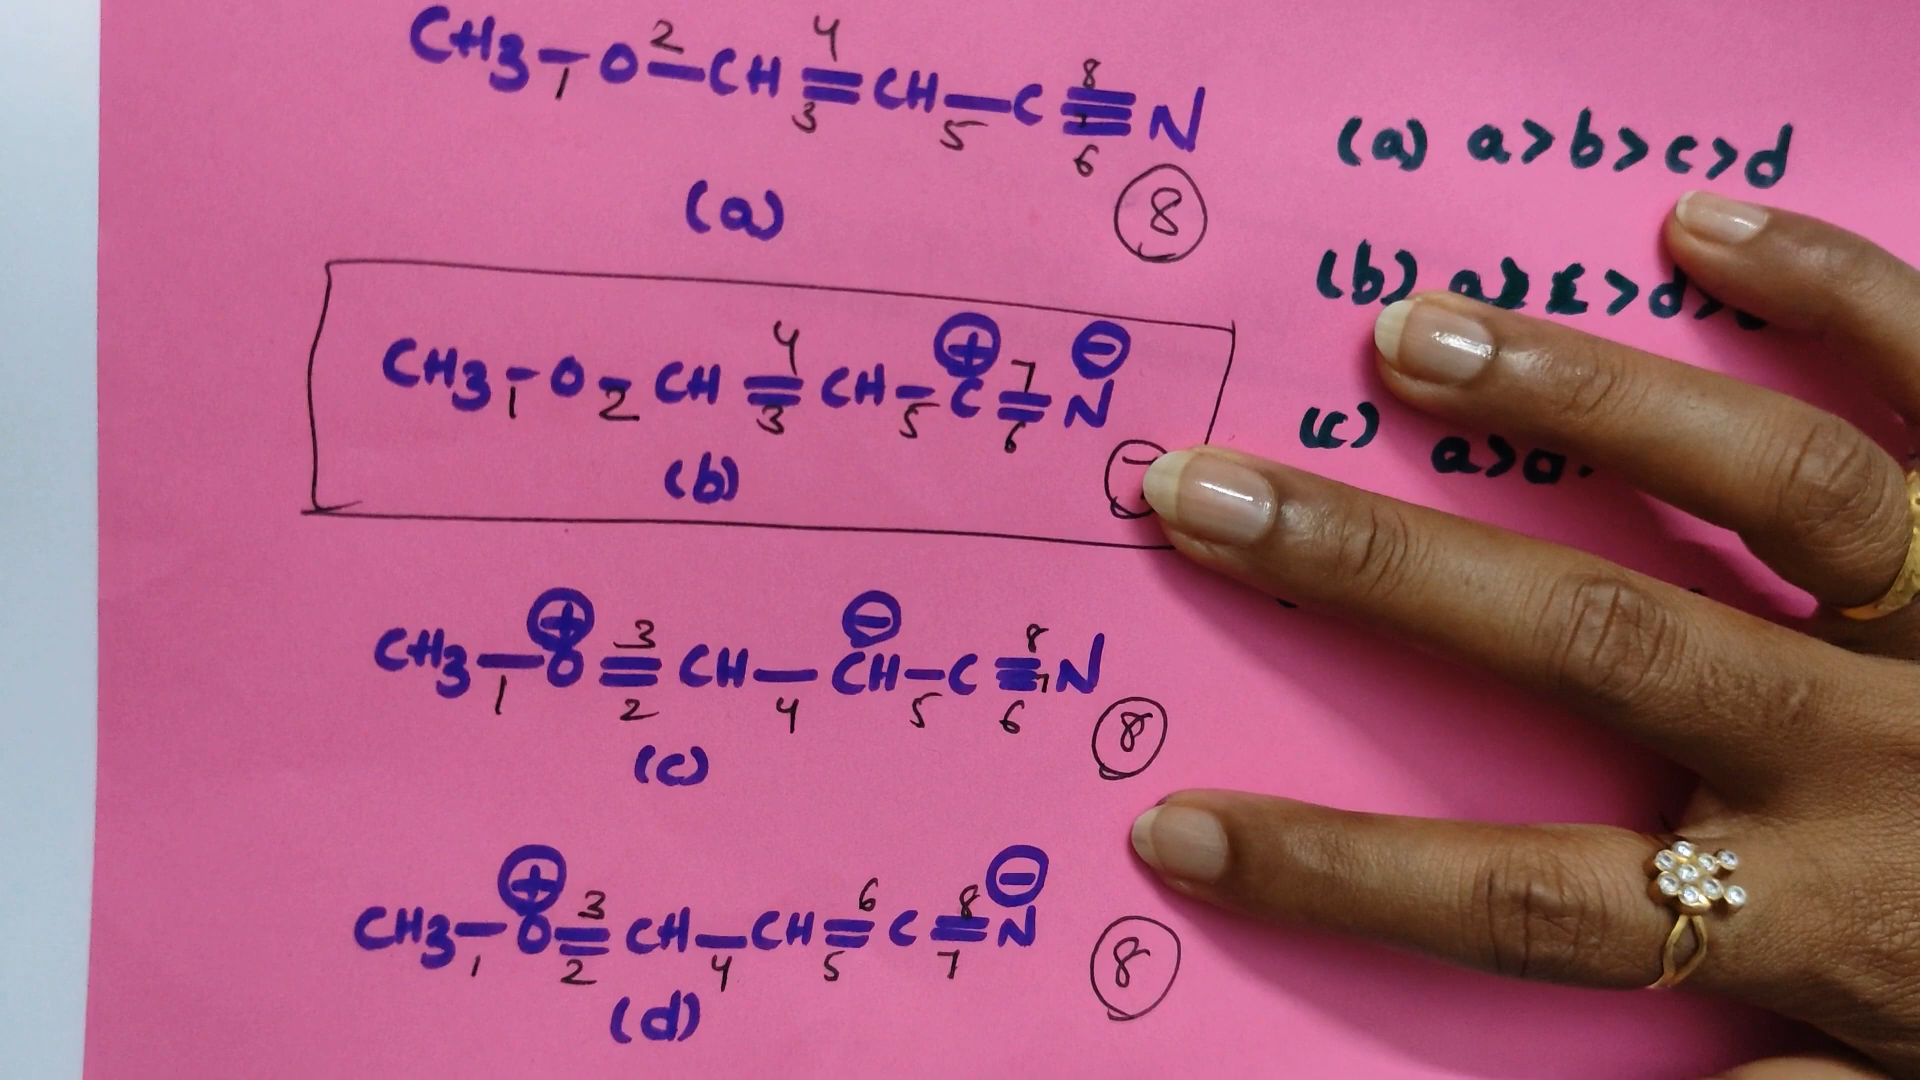 CH3-O-CH=CH-C≡N
1 2 3 4 5 6 7 8
(a)
8
CH3-O-CH=CH-C=N
⊕ ⊖
1 2 3 4 5 6 7
(b)
CH3-O=CH-CH-C≡N
⊕ ⊖
1 2 3 4 5 6 7 8
(c)
8
CH3-O=CH-CH=C=N
⊕ ⊖
1 2 3 4 5 6 7 8
(d)
8
(a) a>b>c>d
(b) a> >d>
(c) a>